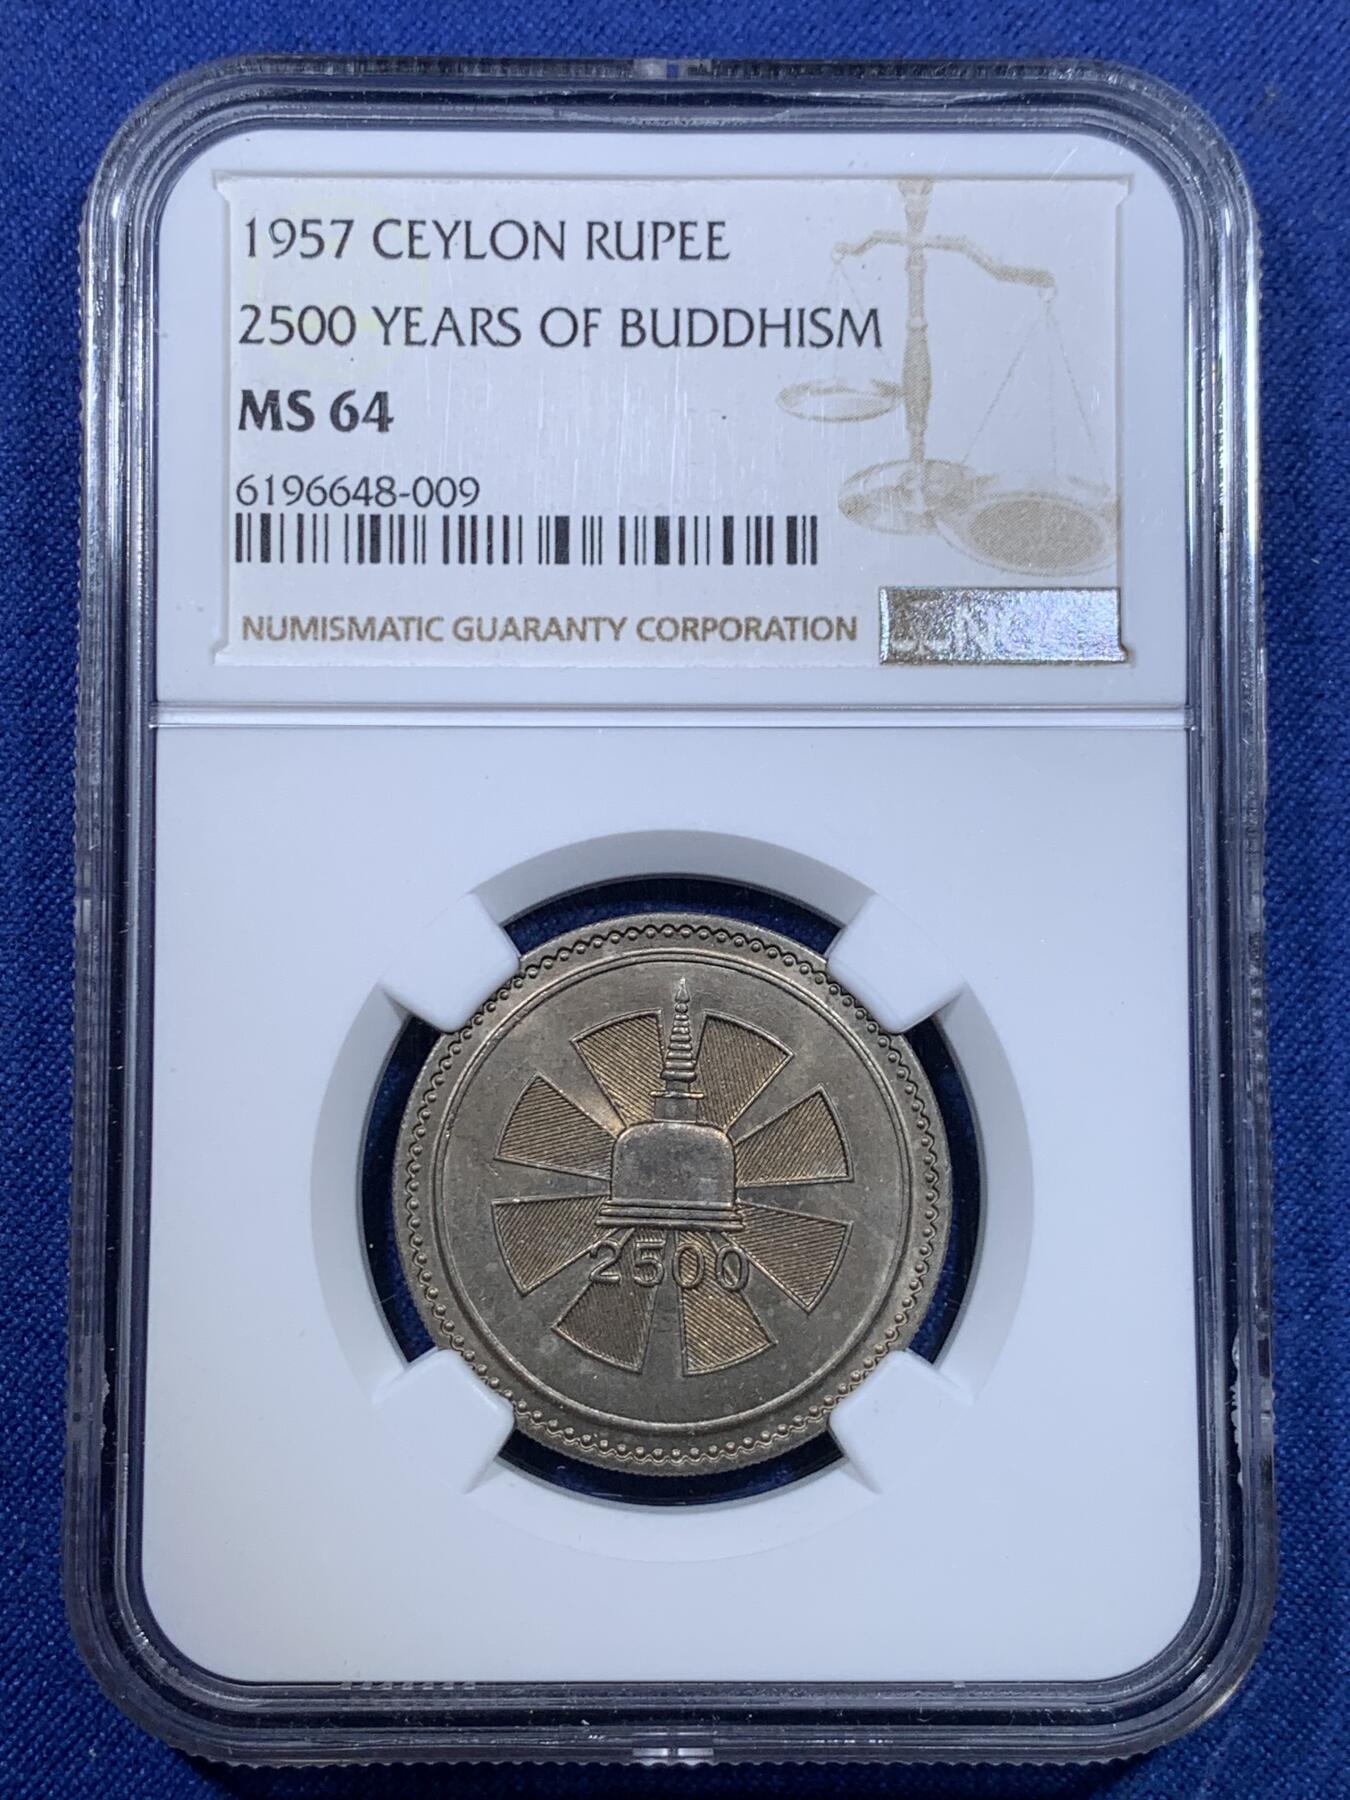 1957 CEYLON RUPEE
2500 YEARS OF BUDDHISM
MS 64
6196648-009
NUMISMATIC GUARANTY CORPORATION
2500